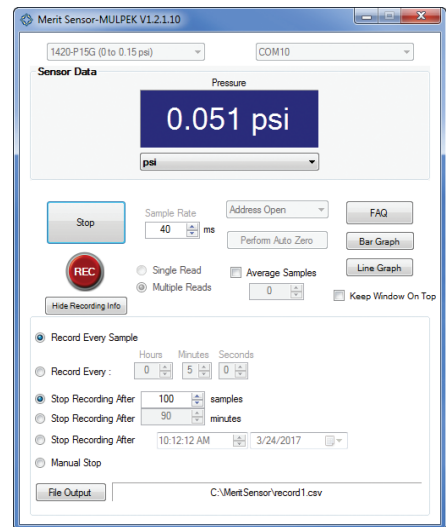 Merit Sensor-MULPEK V1.2.1.10
1420-P15G (0 to 0.15 psi) COM10
Sensor Data
Pressure
0.051 psi
psi
Stop
Sample Rate
40 ms
Address Open
Perform Auto Zero
FAQ
Bar Graph
Line Graph
REC
Single Read
Multiple Reads
Average Samples
0
Keep Window On Top
Hide Recording Info
Record Every Sample
Hours Minutes Seconds
Record Every : 0 5 0
Stop Recording After 100 samples
Stop Recording After 90 minutes
Stop Recording After 10:12:12 AM 3/24/2017
Manual Stop
File Output C:\MeritSensor\record1.csv